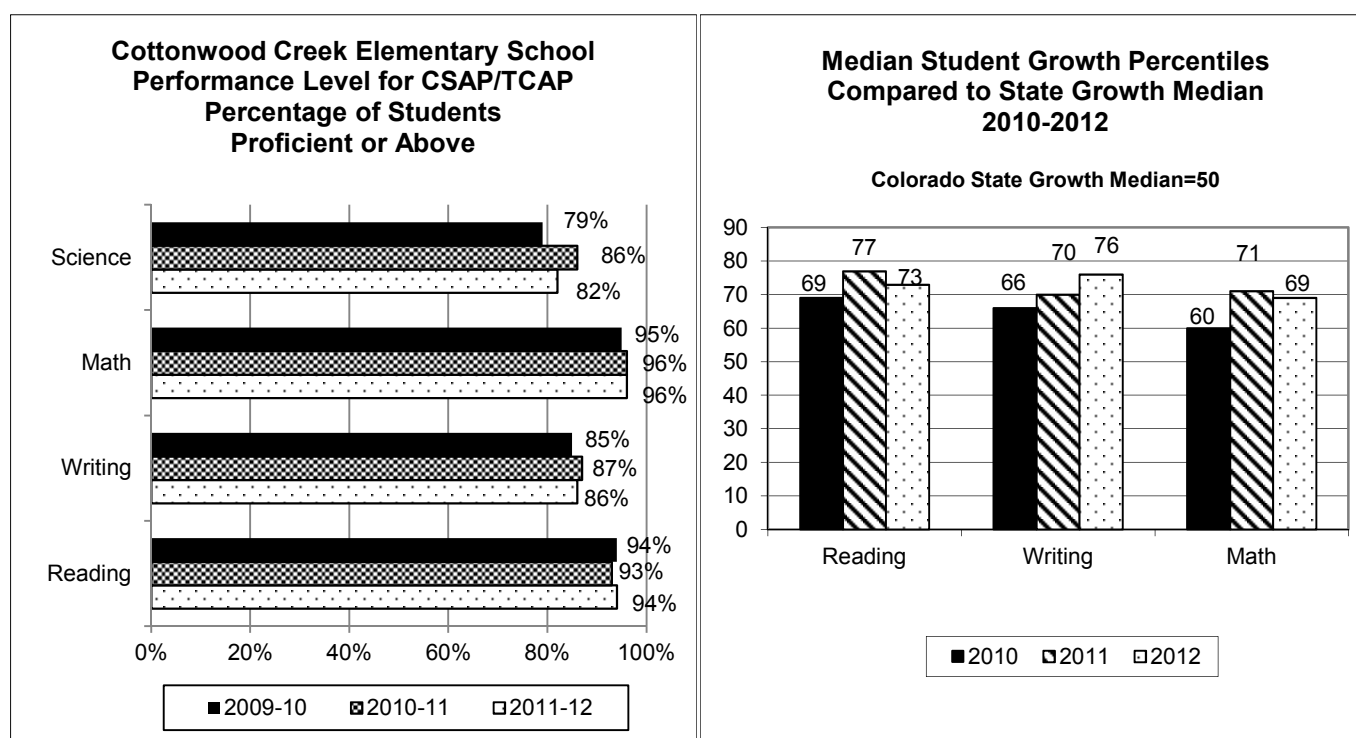 Cottonwood Creek Elementary School
Performance Level for CSAP/TCAP
Percentage of Students
Proficient or Above
Science
79%
86%
82%
Math
95%
96%
96%
Writing
85%
87%
86%
Reading
94%
93%
94%
0% 20% 40% 60% 80% 100%
2009-10 2010-11 2011-12
Median Student Growth Percentiles
Compared to State Growth Median
2010-2012
Colorado State Growth Median=50
90
80
70
60
50
40
30
20
10
0
69 77 73
66 70 76
60 71 69
Reading Writing Math
2010 2011 2012